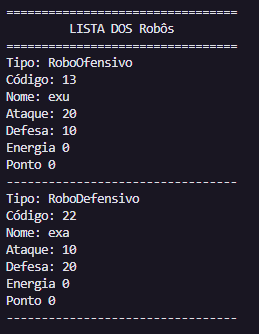 =================================
LISTA DOS Robôs
=================================
Tipo: RoboOfensivo
Código: 13
Nome: exu
Ataque: 20
Defesa: 10
Energia 0
Ponto 0
---------------------------------
Tipo: RoboDefensivo
Código: 22
Nome: exa
Ataque: 10
Defesa: 20
Energia 0
Ponto 0
---------------------------------